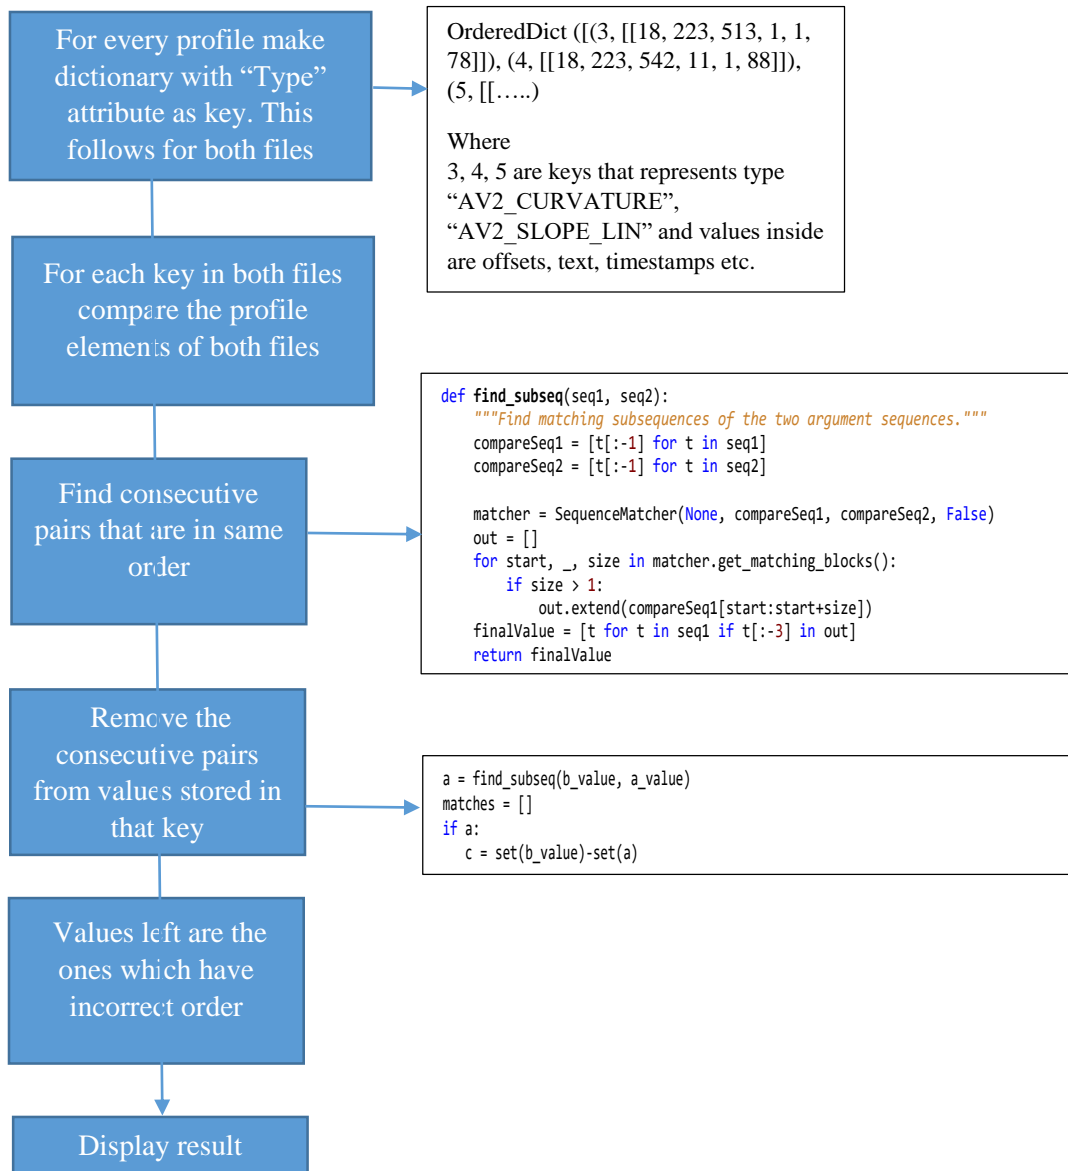 For every profile make
dictionary with “Type”
attribute as key. This
follows for both files
OrderedDict ([(3, [[18, 223, 513, 1, 1,
78]]), (4, [[18, 223, 542, 11, 1, 88]]),
(5, [[…..)
Where
3, 4, 5 are keys that represents type
“AV2_CURVATURE”,
“AV2_SLOPE_LIN” and values inside
are offsets, text, timestamps etc.
For each key in both files
compare the profile
elements of both files
Find consecutive
pairs that are in same
order
def find_subseq(seq1, seq2):
    """Find matching subsequences of the two argument sequences."""
    compareSeq1 = [t[:-1] for t in seq1]
    compareSeq2 = [t[:-1] for t in seq2]
    matcher = SequenceMatcher(None, compareSeq1, compareSeq2, False)
    out = []
    for start, _, size in matcher.get_matching_blocks():
        if size > 1:
            out.extend(compareSeq1[start:start+size])
    finalValue = [t for t in seq1 if t[:-3] in out]
    return finalValue
Remove the
consecutive pairs
from values stored in
that key
a = find_subseq(b_value, a_value)
matches = []
if a:
   c = set(b_value)-set(a)
Values left are the
ones which have
incorrect order
Display result